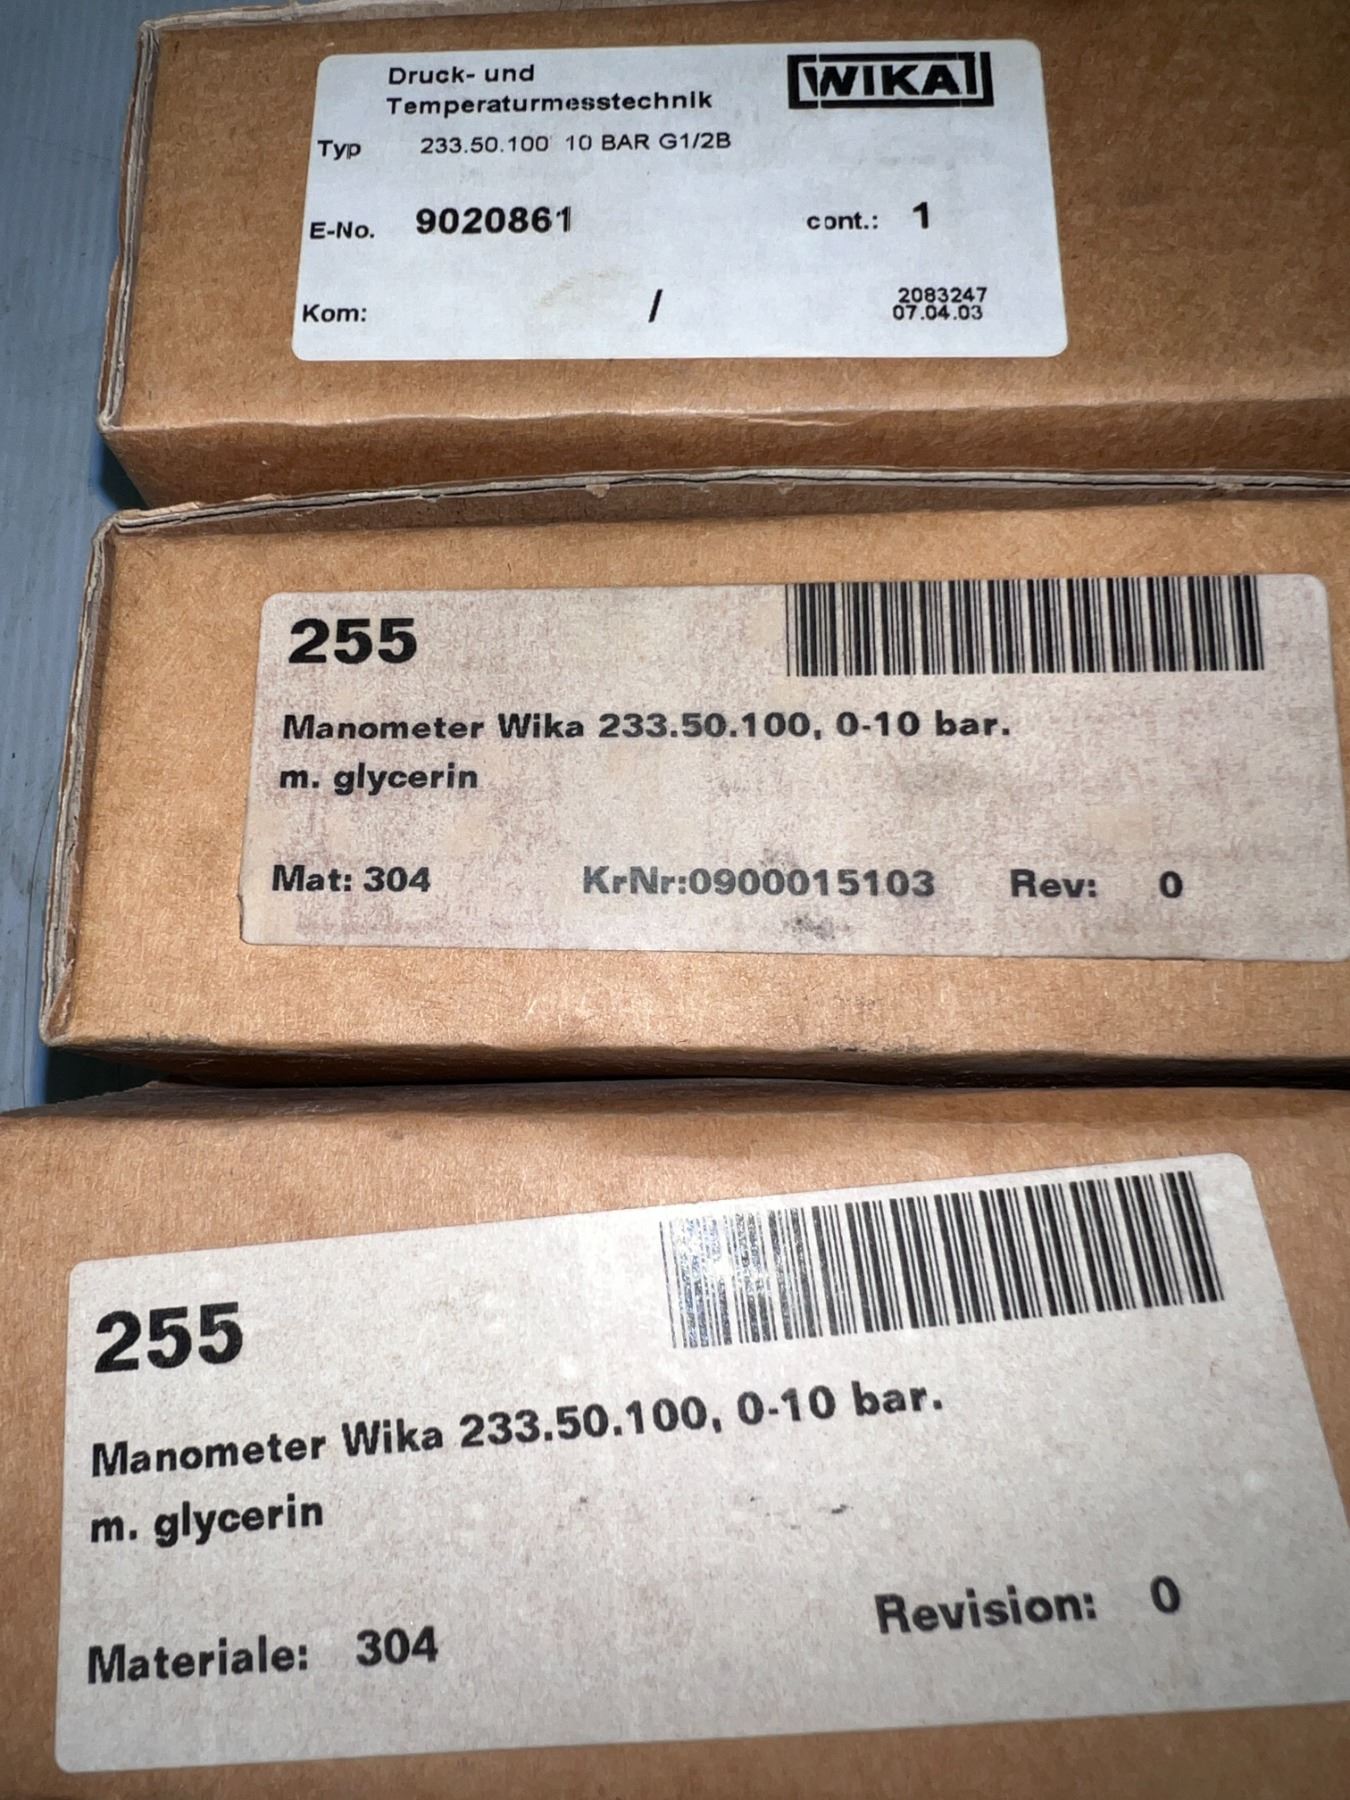 Druck- und
Temperaturmesstechnik
WIKA
Typ 233.50.100 10 BAR G1/2B
E-No. 9020861 cont.: 1
Kom: / 2083247
07.04.03
255
Manometer Wika 233.50.100, 0-10 bar.
m. glycerin
Mat: 304 KrNr:0900015103 Rev: 0
255
Manometer Wika 233.50.100, 0-10 bar.
m. glycerin
Materiale: 304 Revision: 0